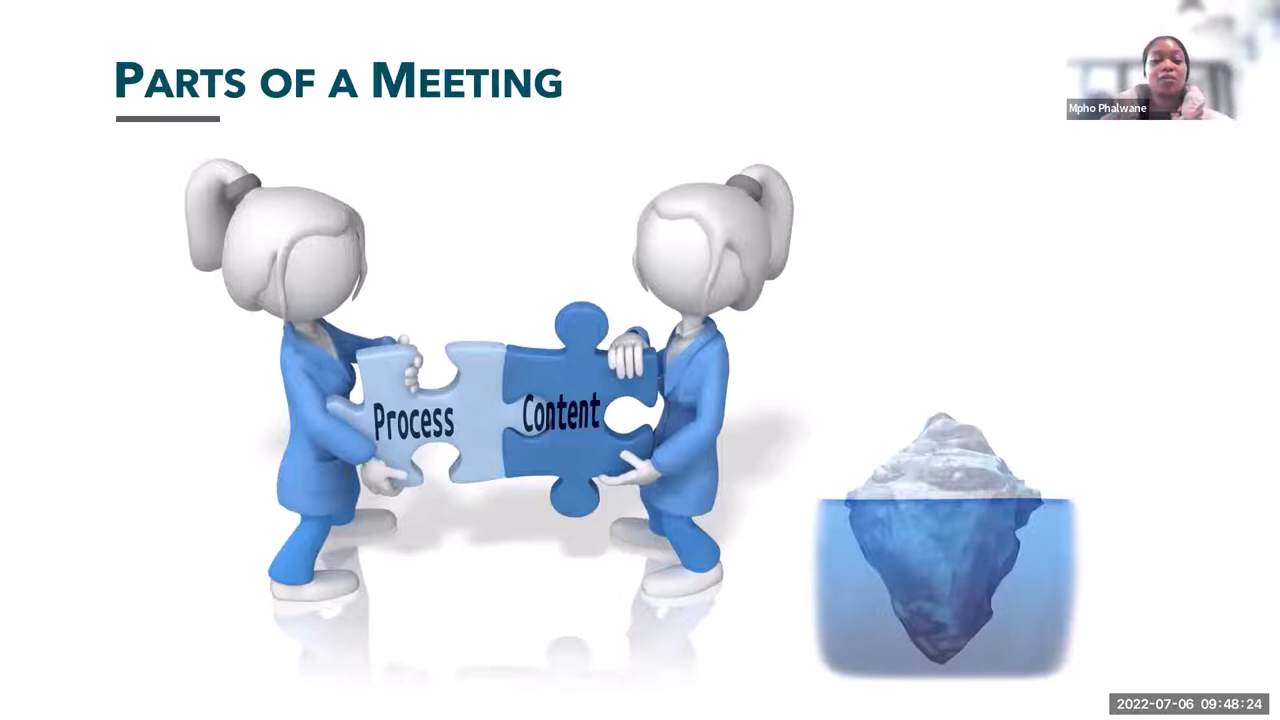 PARTS OF A MEETING
Mpho Phalwane
Process
Content
2022-07-06 09:48:24